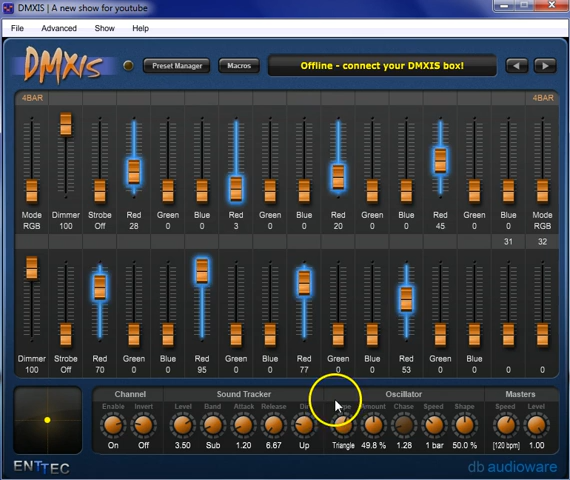 DMXIS | A new show for youtube
File Advanced Show Help
DMXIS Preset Manager Macros Offline - connect your DMXIS box!
4BAR 4BAR
Mode Dimmer Strobe Red Green Blue Red Green Blue Red Green Blue Red Green Blue Mode
RGB 100 Off 28 0 0 3 0 0 20 0 0 45 0 0 RGB
31 32
Dimmer Strobe Red Green Blue Red Green Blue Red Green Blue Red Green Blue
100 Off 70 0 0 95 0 0 77 0 0 53 0 0 0 0
Channel Sound Tracker Oscillator Masters
Enable Invert Level Band Attack Release Amount Chase Speed Shape Speed Level
On Off 3.50 Sub 1.20 6.67 Up Triangle 49.8 % 1.28 1 bar 50.0 % [120 bpm] 1.00
ENTTEC db audioware